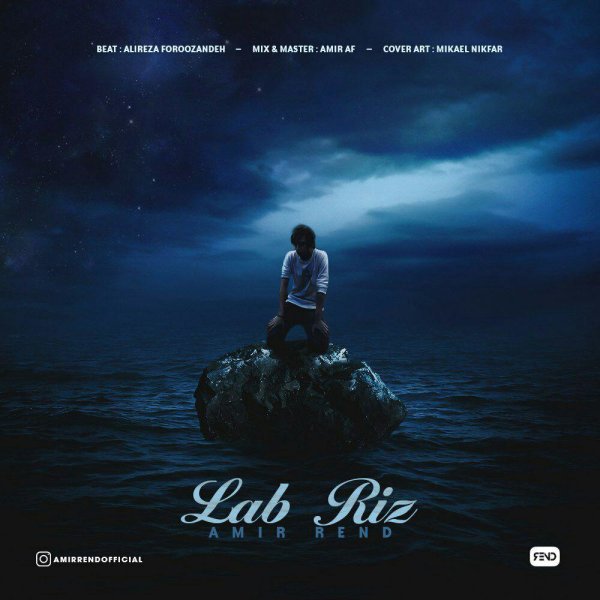 BEAT : ALIREZA FOROOZANDEH – MIX & MASTER : AMIR AF – COVER ART : MIKAEL NIKFAR
Lab Riz
AMIR REND
AMIRRENDOFFICIAL
REND